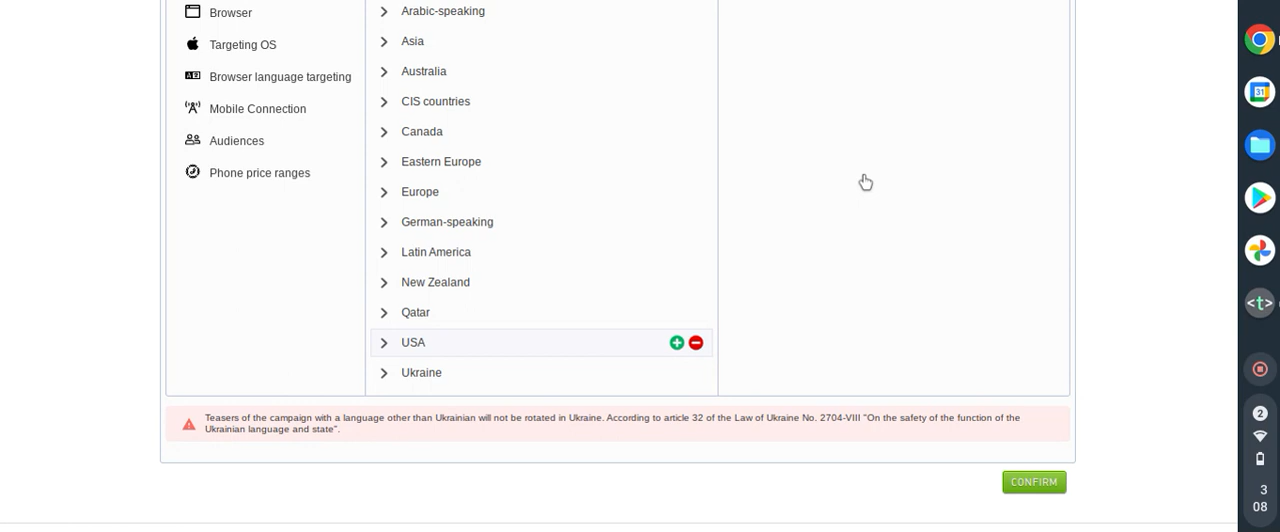 Browser
Targeting OS
Browser language targeting
Mobile Connection
Audiences
Phone price ranges
Arabic-speaking
Asia
Australia
CIS countries
Canada
Eastern Europe
Europe
German-speaking
Latin America
New Zealand
Qatar
USA
Ukraine
Teasers of the campaign with a language other than Ukrainian will not be rotated in Ukraine. According to article 32 of the Law of Ukraine No. 2704-VIII "On the safety of the function of the
Ukrainian language and state".
CONFIRM
31
<t>
2
3
08